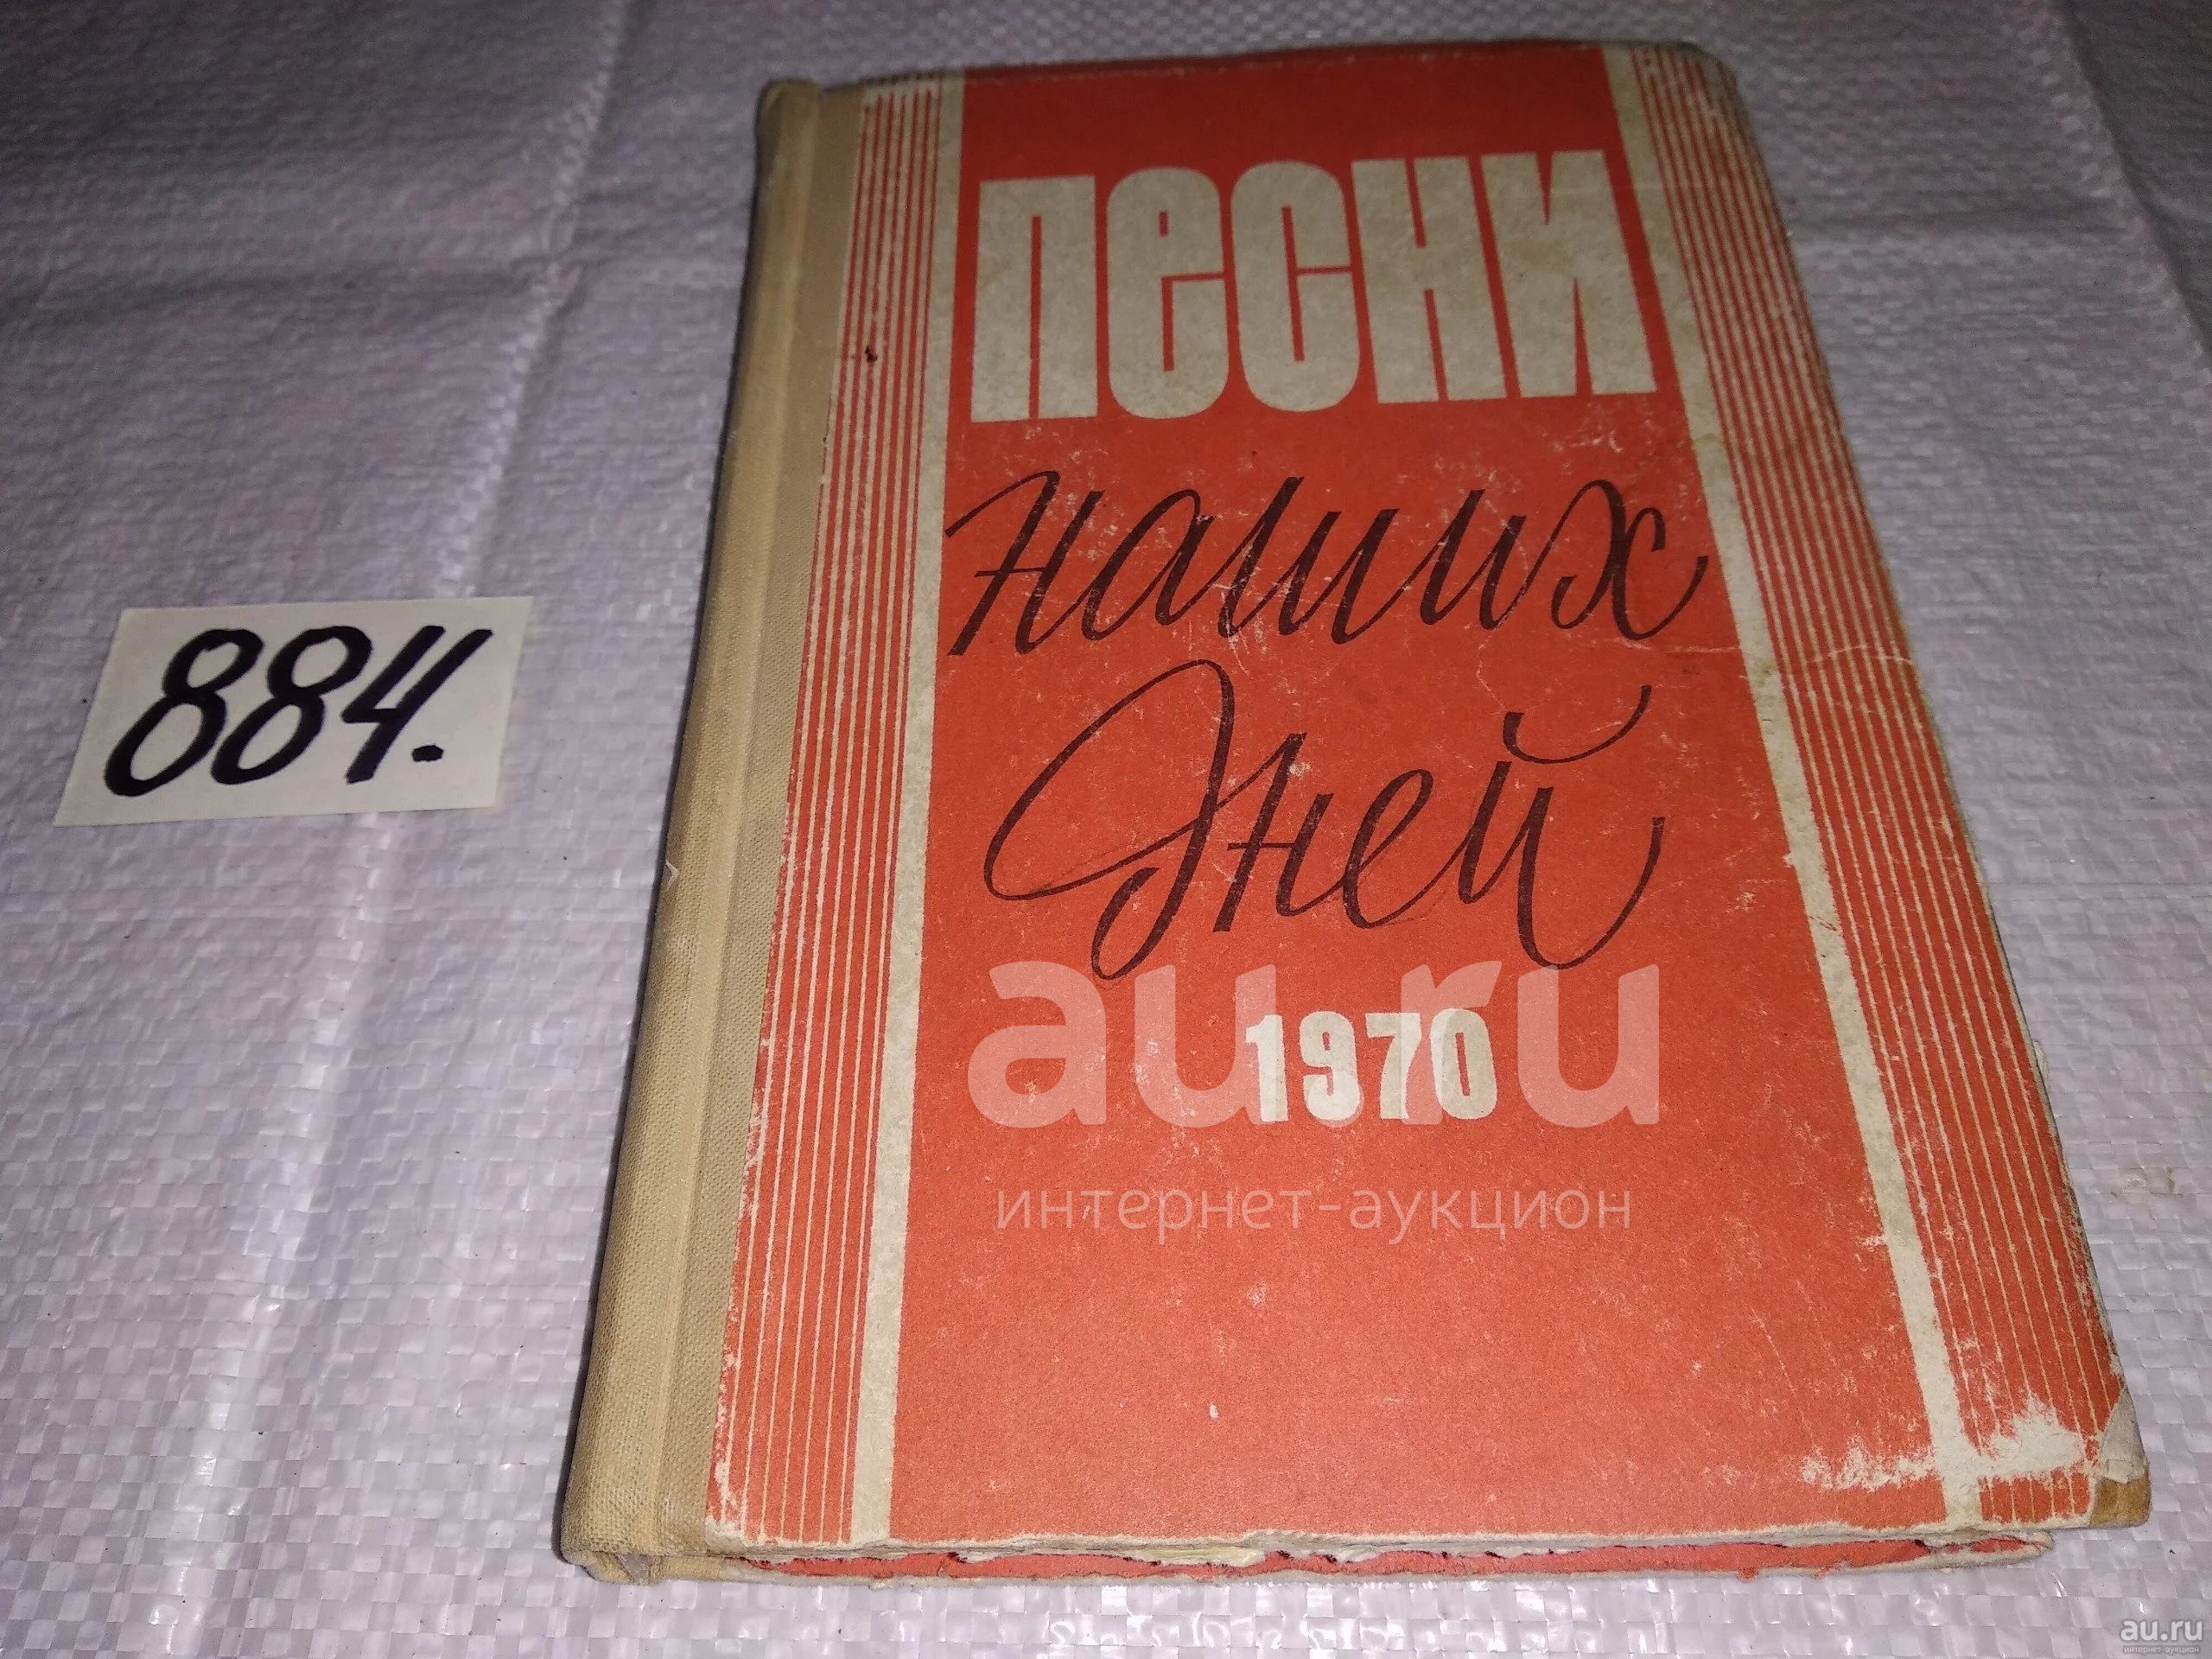 песни
наших
дней
1970
884.
au.ru
интернет-аукцион
au.ru
интернет-аукцион